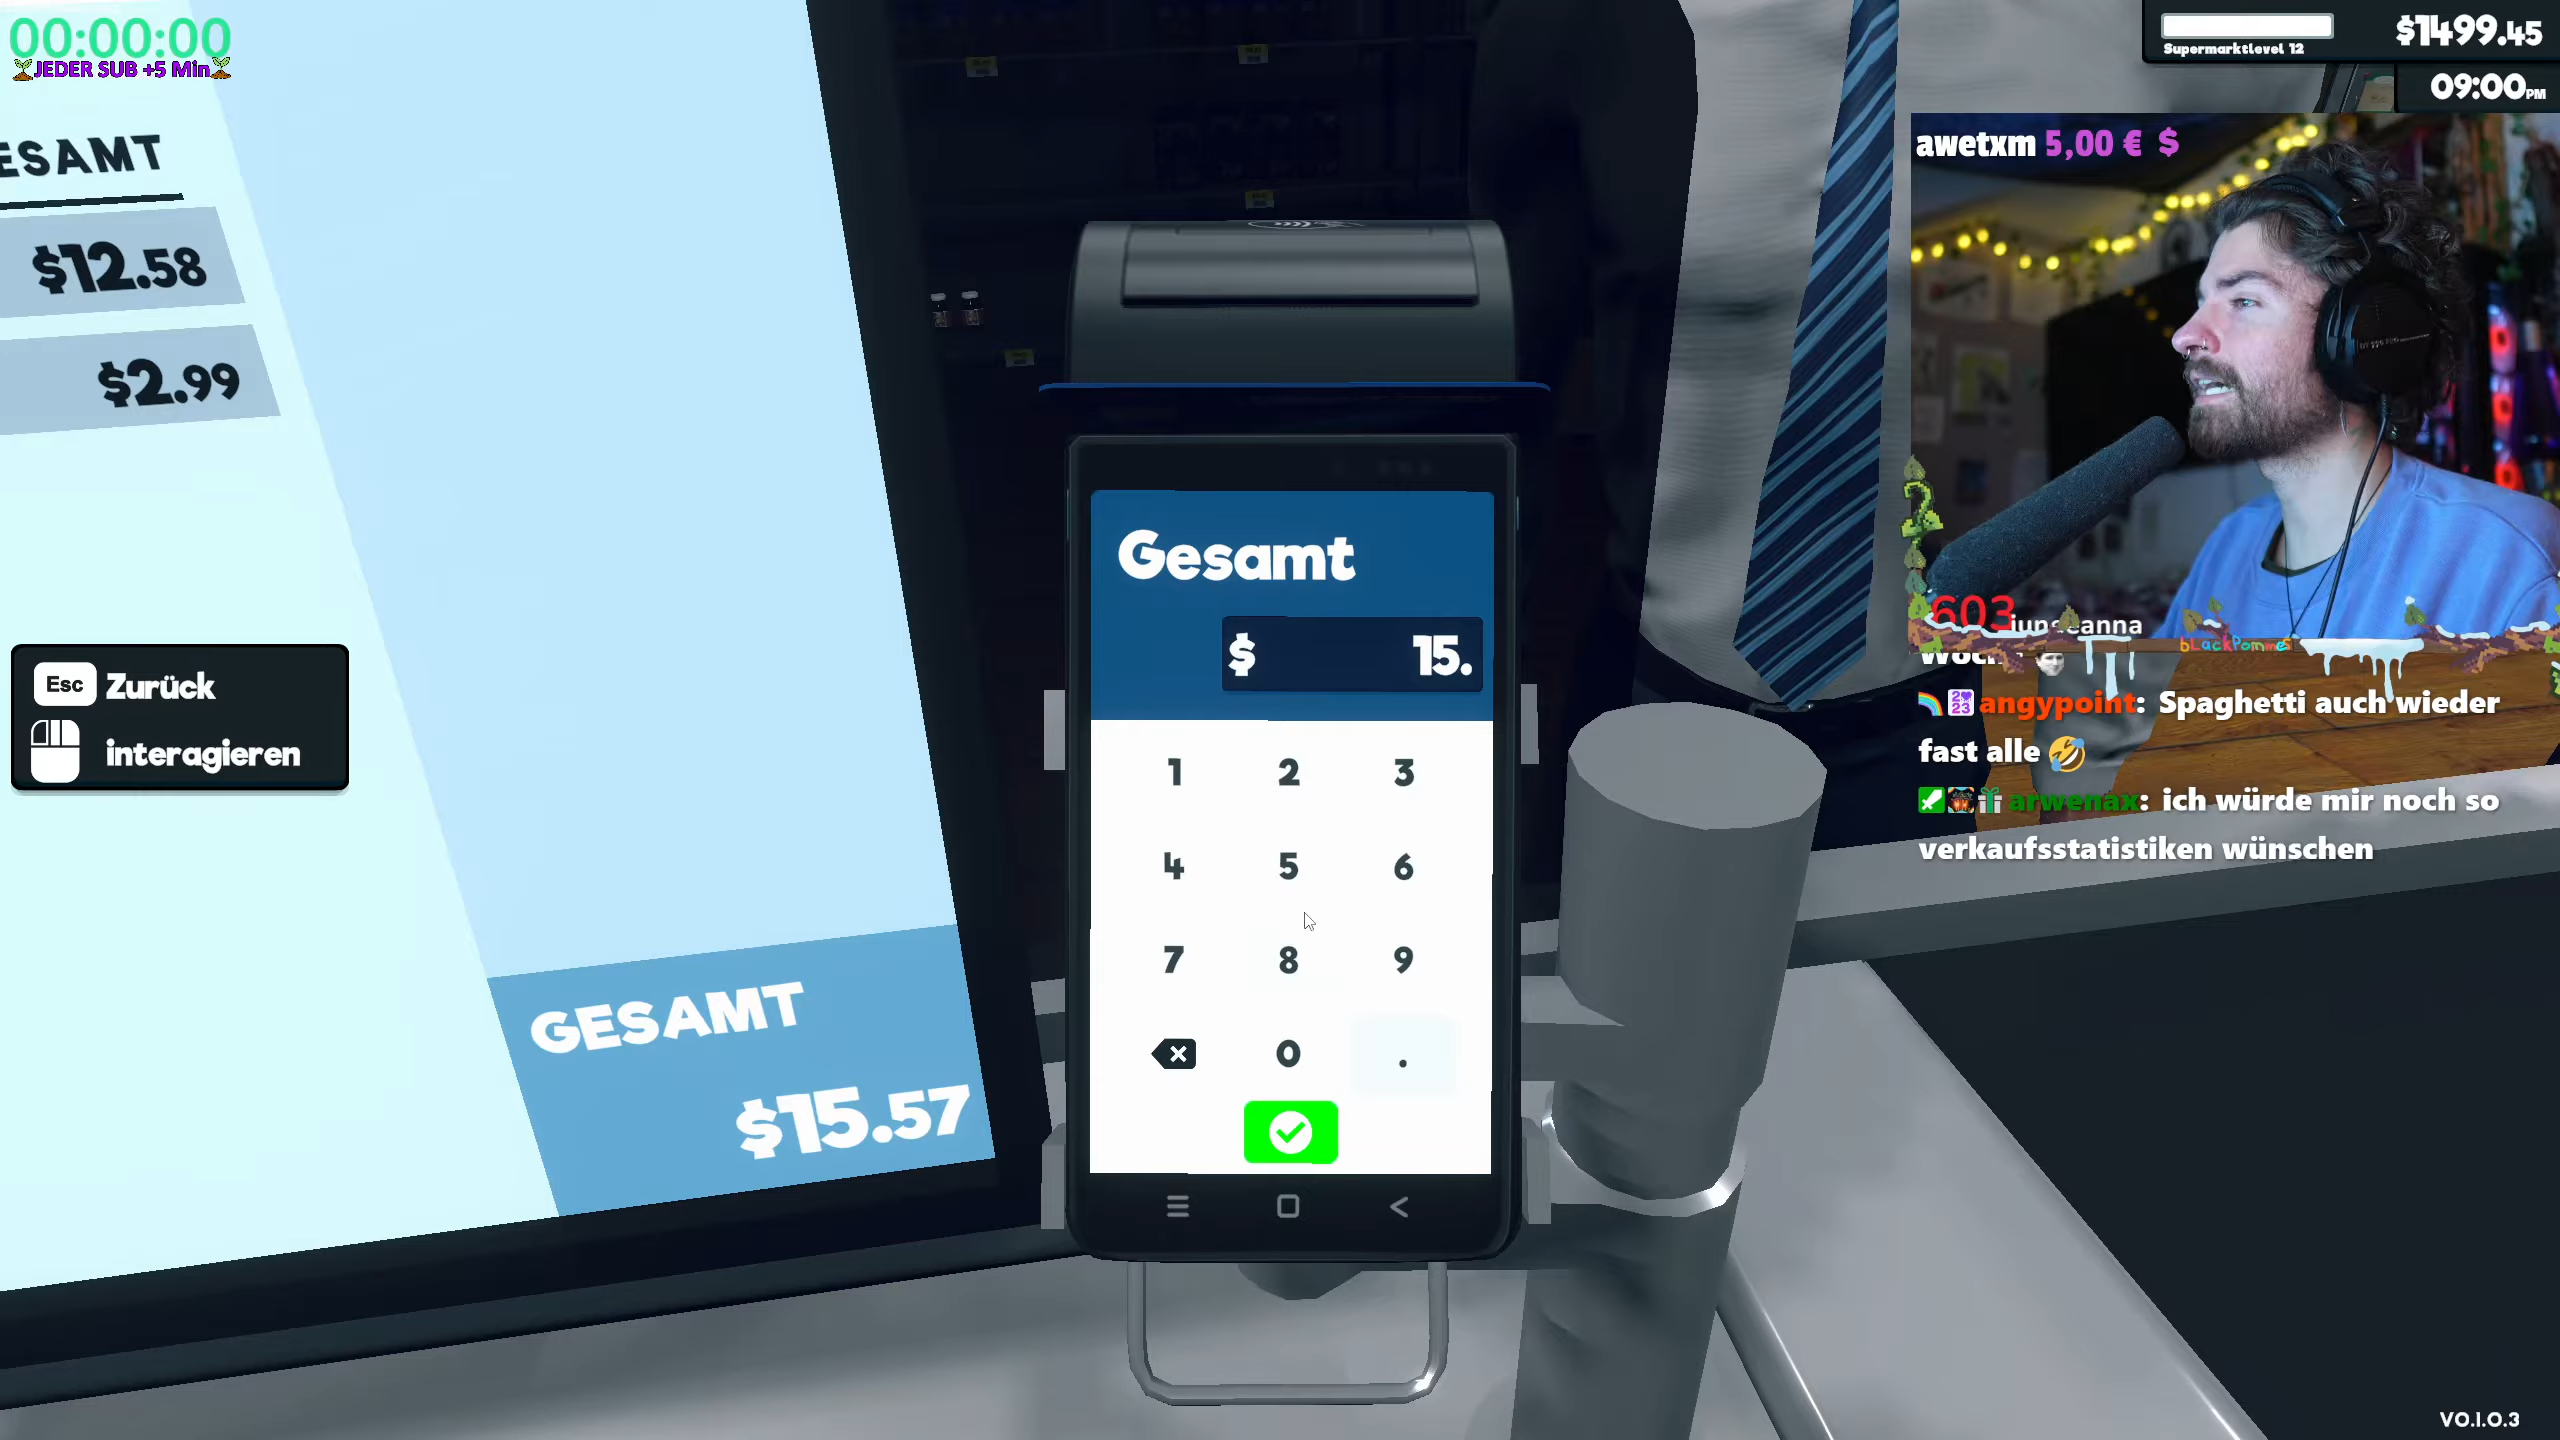 00:00:00
JEDER SUB +5 Min
ESAMT
$12.58
$2.99
Esc Zurück
interagieren
GESAMT
$15.57
Gesamt
$ 15.
1 2 3
4 5 6
7 8 9
0 .
$1499.45
Supermarktlevel 12
09:00PM
awetxm 5,00 € $
603
blackPommes
angypoint: Spaghetti auch wieder
fast alle 🤣
arwenax: ich würde mir noch so
verkaufsstatistiken wünschen
V0.1.0.3